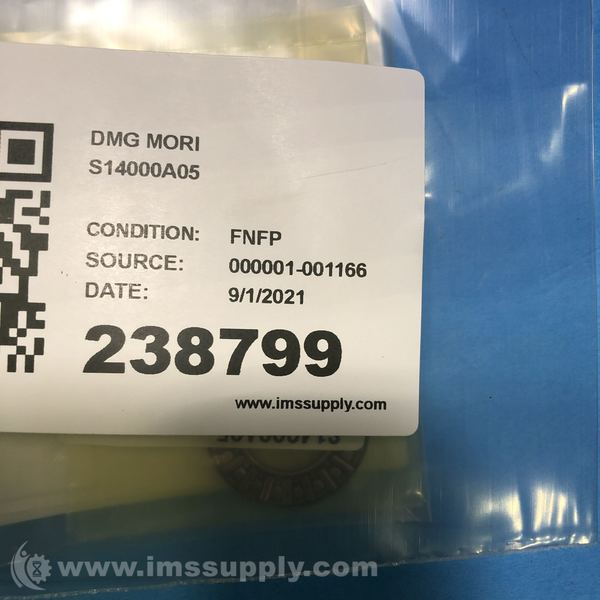 DMG MORI
S14000A05
CONDITION: FNFP
SOURCE: 000001-001166
DATE: 9/1/2021
238799
www.imssupply.com
S14000A05
www.imssupply.com